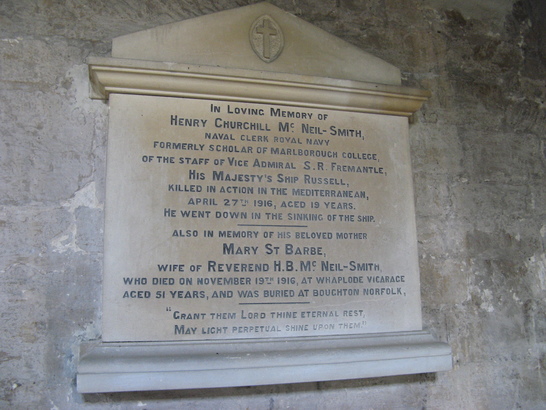 In Loving Memory of
Henry Churchill Mc Neil-Smith,
Naval Clerk Royal Navy
formerly scholar of Marlborough College,
of the staff of Vice Admiral S.R. Fremantle,
His Majesty's Ship Russell,
killed in action in the Mediterranean,
April 27th 1916, aged 19 years.
He went down in the sinking of the ship.
also in memory of his beloved mother
Mary St Barbe,
wife of Reverend H.B. Mc Neil-Smith,
who died on November 19th 1916, at Whaplode Vicarage
aged 51 years, and was buried at Boughton Norfolk,
"Grant them Lord thine eternal rest,
May light perpetual shine upon them."